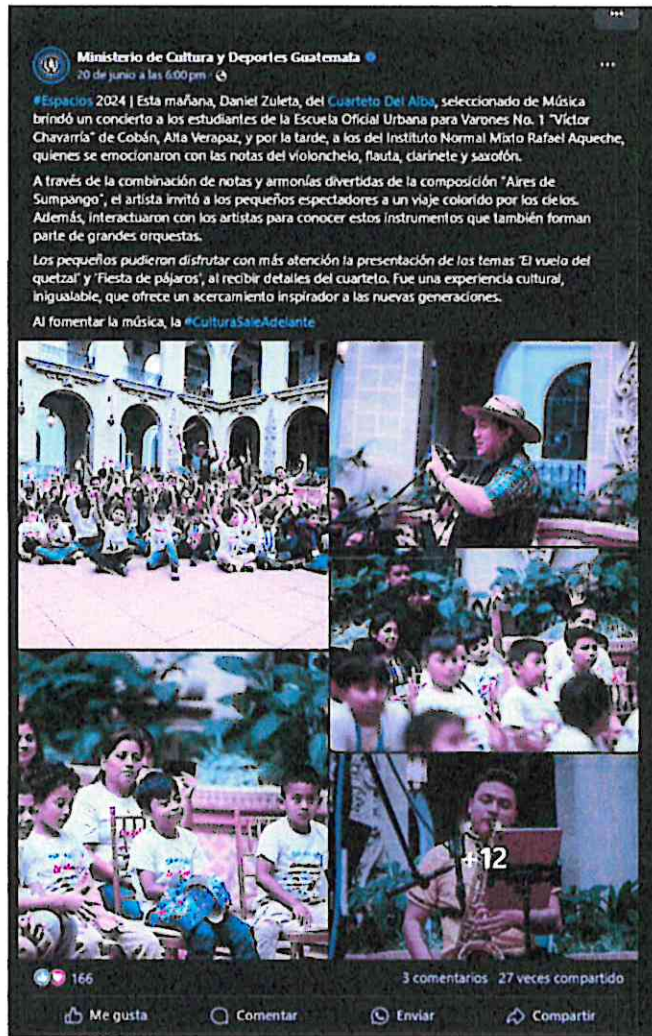 Ministerio de Cultura y Deportes Guatemala
20 de junio a las 6:00 pm ·
#Espacios 2024 | Esta mañana, Daniel Zuleta, del Cuarteto Del Alba, seleccionado de Música
brindó un concierto a los estudiantes de la Escuela Oficial Urbana para Varones No. 1 "Víctor
Chavarría" de Cobán, Alta Verapaz, y por la tarde, a los del Instituto Normal Mixto Rafael Aqueche,
quienes se emocionaron con las notas del violonchelo, flauta, clarinete y saxofón.
A través de la combinación de notas y armonías divertidas de la composición "Aires de
Sumpango", el artista invitó a los pequeños espectadores a un viaje colorido por los cielos.
Además, interactuaron con los artistas para conocer estos instrumentos que también forman
parte de grandes orquestas.
Los pequeños pudieron disfrutar con más atención la presentación de los temas 'El vuelo del
quetzal' y 'Fiesta de pájaros', al recibir detalles del cuarteto. Fue una experiencia cultural,
inigualable, que ofrece un acercamiento inspirador a las nuevas generaciones.
Al fomentar la música, la #CulturaSaleAdelante
+12
166
3 comentarios 27 veces compartido
Me gusta
Comentar
Enviar
Compartir